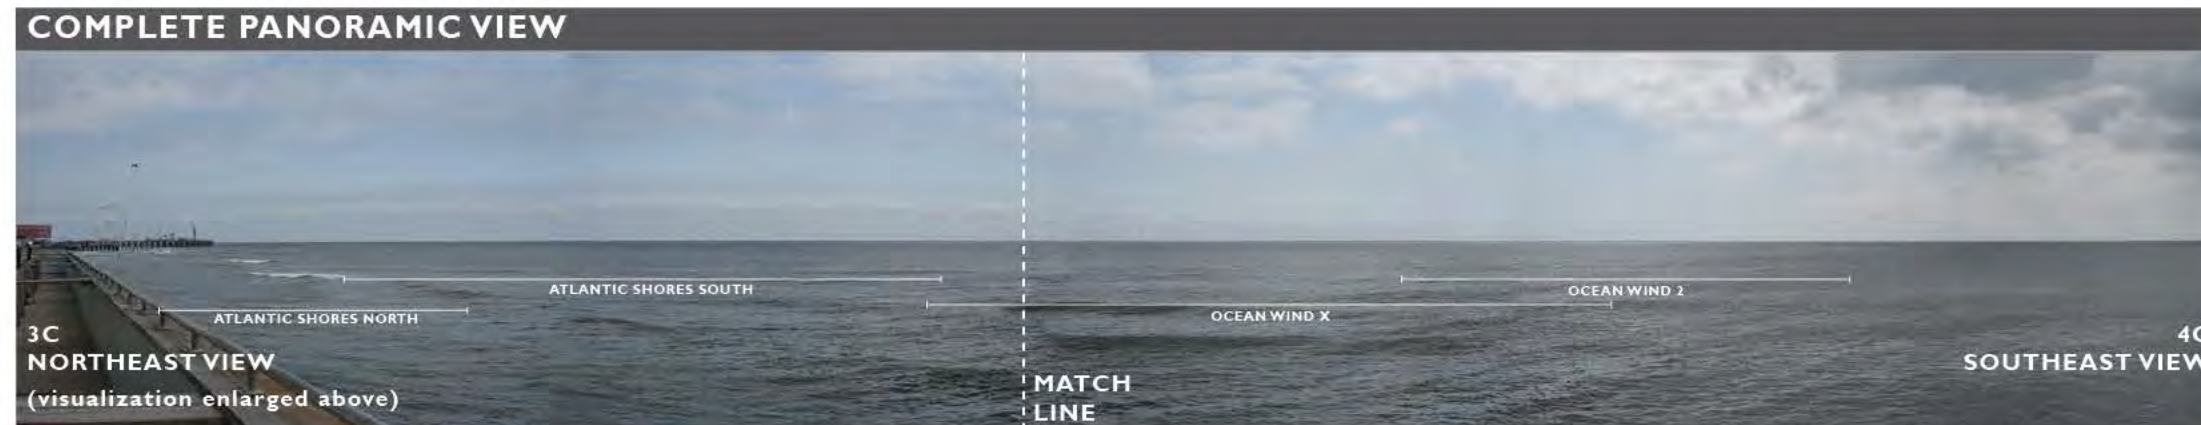 COMPLETE PANORAMIC VIEW
ATLANTIC SHORES SOUTH
OCEAN WIND 2
ATLANTIC SHORES NORTH
OCEAN WIND X
3C
NORTHEAST VIEW
(visualization enlarged above)
MATCH
LINE
SOUTHEAST VIEW